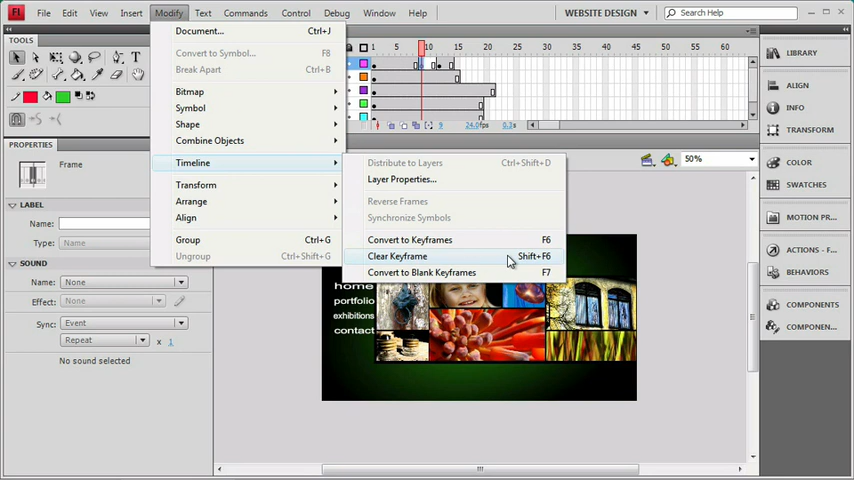 Fl File Edit View Insert Modify Text Commands Control Debug Window Help WEBSITE DESIGN Search Help
TOOLS
Document... Ctrl+J
Convert to Symbol... F8
Break Apart Ctrl+B
Bitmap
Symbol
Shape
Combine Objects
Timeline
Transform
Arrange
Align
Group Ctrl+G
Ungroup Ctrl+Shift+G
1 5 10 15 20 25 30 35 40 45 50 55 60
9 24.0fps 0.3s
50%
Distribute to Layers Ctrl+Shift+D
Layer Properties...
Reverse Frames
Synchronize Symbols
Convert to Keyframes F6
Clear Keyframe Shift+F6
Convert to Blank Keyframes F7
PROPERTIES
Frame
LABEL
Name:
Type: Name
SOUND
Name: None
Effect: None
Sync: Event
Repeat x 1
No sound selected
home
portfolio
exhibitions
contact
LIBRARY
ALIGN
INFO
TRANSFORM
COLOR
SWATCHES
MOTION PR...
ACTIONS - F...
BEHAVIORS
COMPONENTS
COMPONEN...